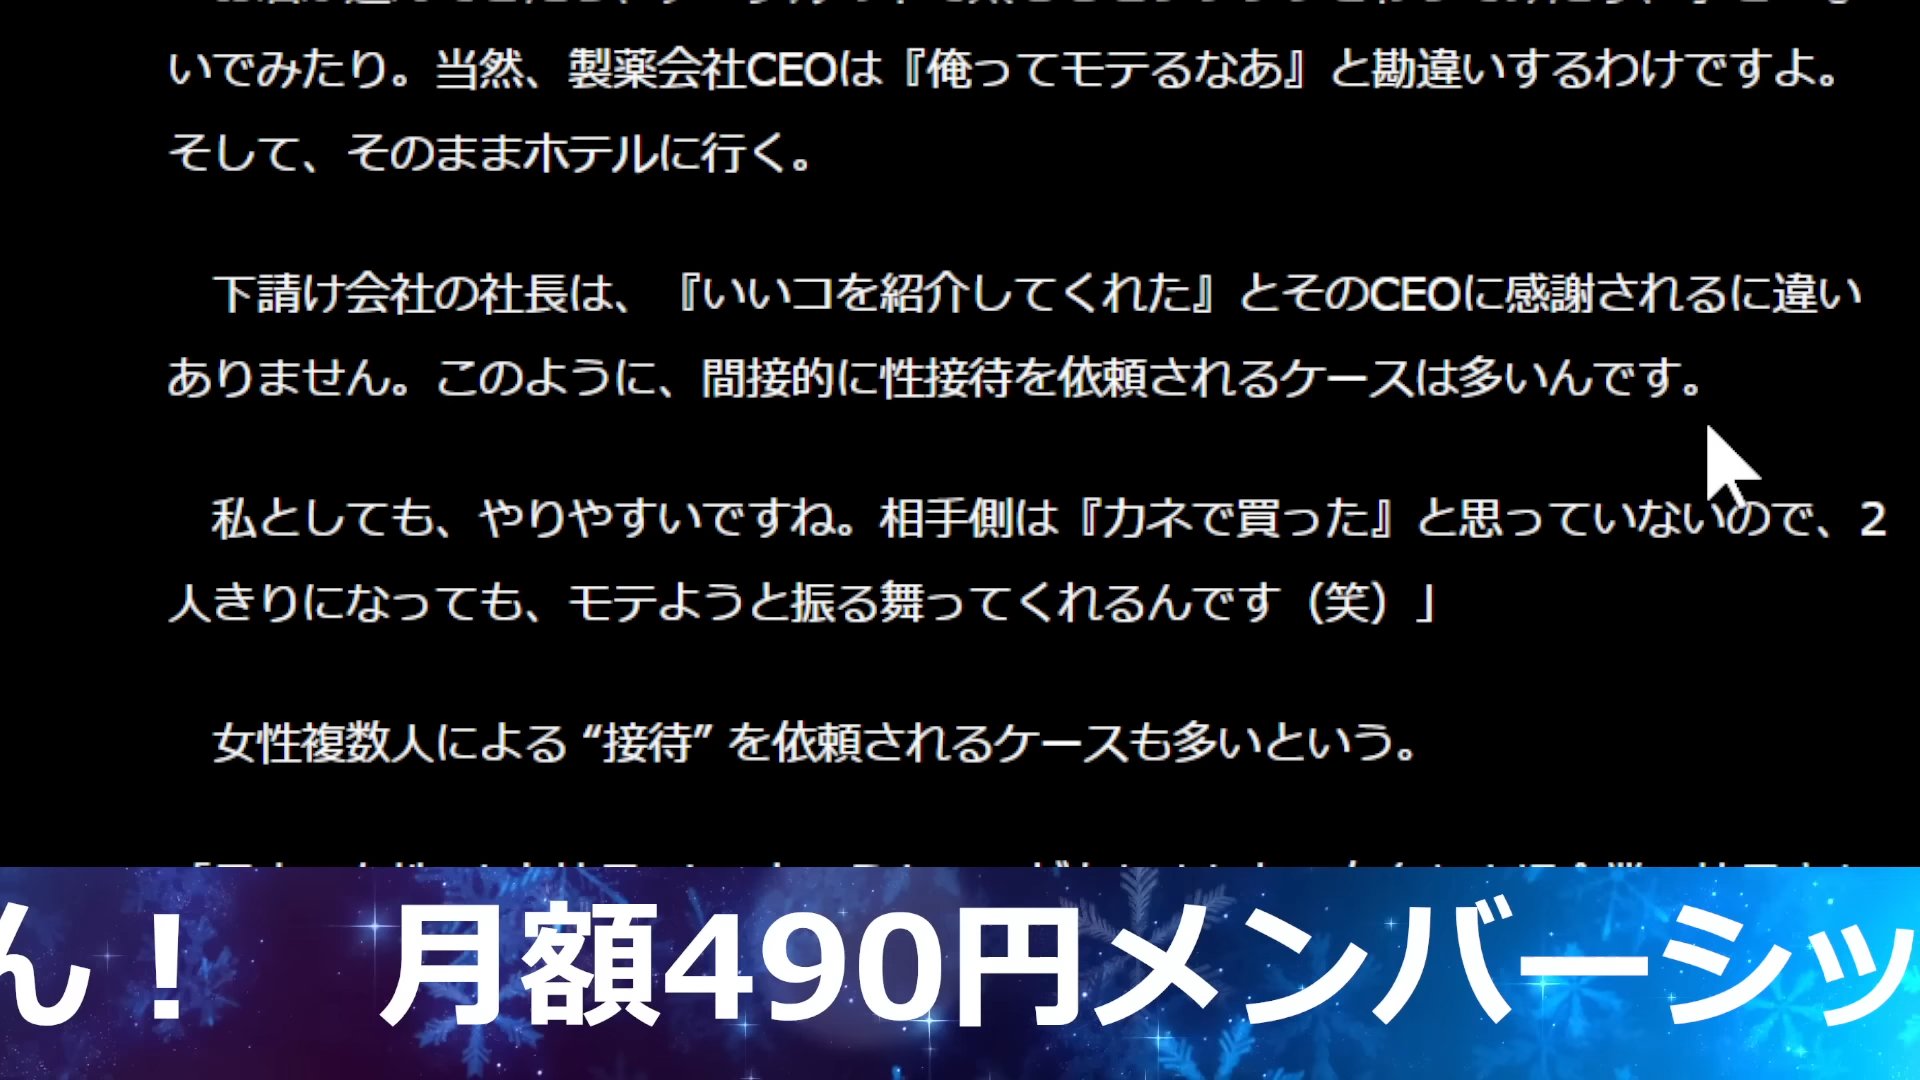 いでみたり。当然、製薬会社CEOは『俺ってモテるなあ』と勘違いするわけですよ。
そして、そのままホテルに行く。
下請け会社の社長は、『いいコを紹介してくれた』とそのCEOに感謝されるに違い
ありません。このように、間接的に性接待を依頼されるケースは多いんです。
私としても、やりやすいですね。相手側は『カネで買った』と思っていないので、2
人きりになっても、モテようと振る舞ってくれるんです（笑）」
女性複数人による“接待”を依頼されるケースも多いという。
ん！　月額490円メンバーシッ